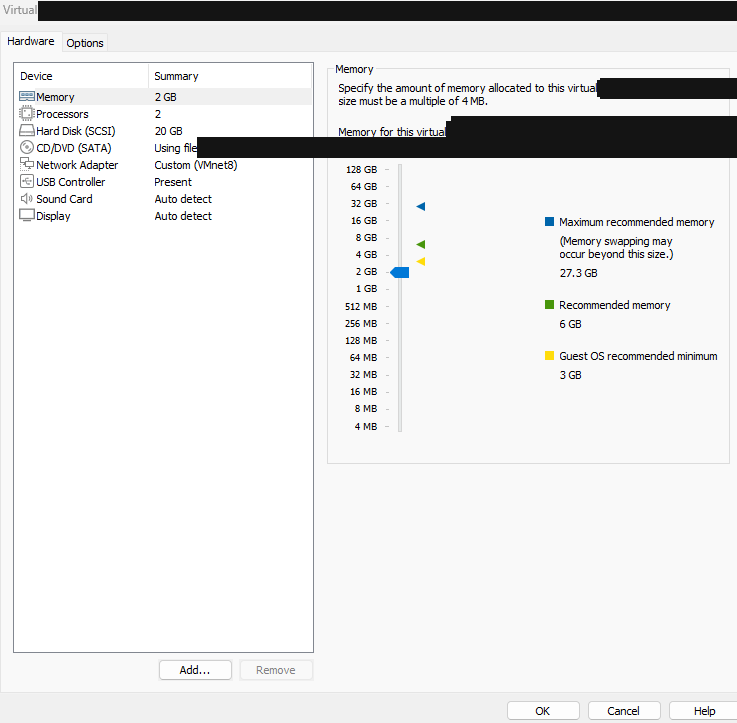 Virtual
Hardware Options
Device Summary
Memory 2 GB
Processors 2
Hard Disk (SCSI) 20 GB
CD/DVD (SATA) Using file
Network Adapter Custom (VMnet8)
USB Controller Present
Sound Card Auto detect
Display Auto detect
Add...
Remove
Memory
Specify the amount of memory allocated to this virtual
size must be a multiple of 4 MB.
Memory for this virtual
128 GB
64 GB
32 GB
16 GB
8 GB
4 GB
2 GB
1 GB
512 MB
256 MB
128 MB
64 MB
32 MB
16 MB
8 MB
4 MB
Maximum recommended memory
(Memory swapping may
occur beyond this size.)
27.3 GB
Recommended memory
6 GB
Guest OS recommended minimum
3 GB
OK
Cancel
Help